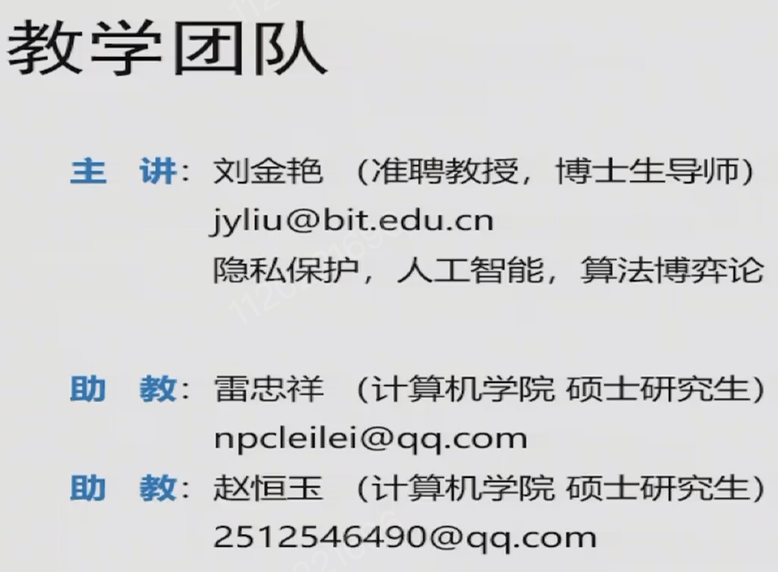 教学团队
主 讲：刘金艳 （准聘教授，博士生导师）
jyliu@bit.edu.cn
隐私保护，人工智能，算法博弈论
助 教：雷忠祥 （计算机学院 硕士研究生）
npcleilei@qq.com
助 教：赵恒玉 （计算机学院 硕士研究生）
2512546490@qq.com